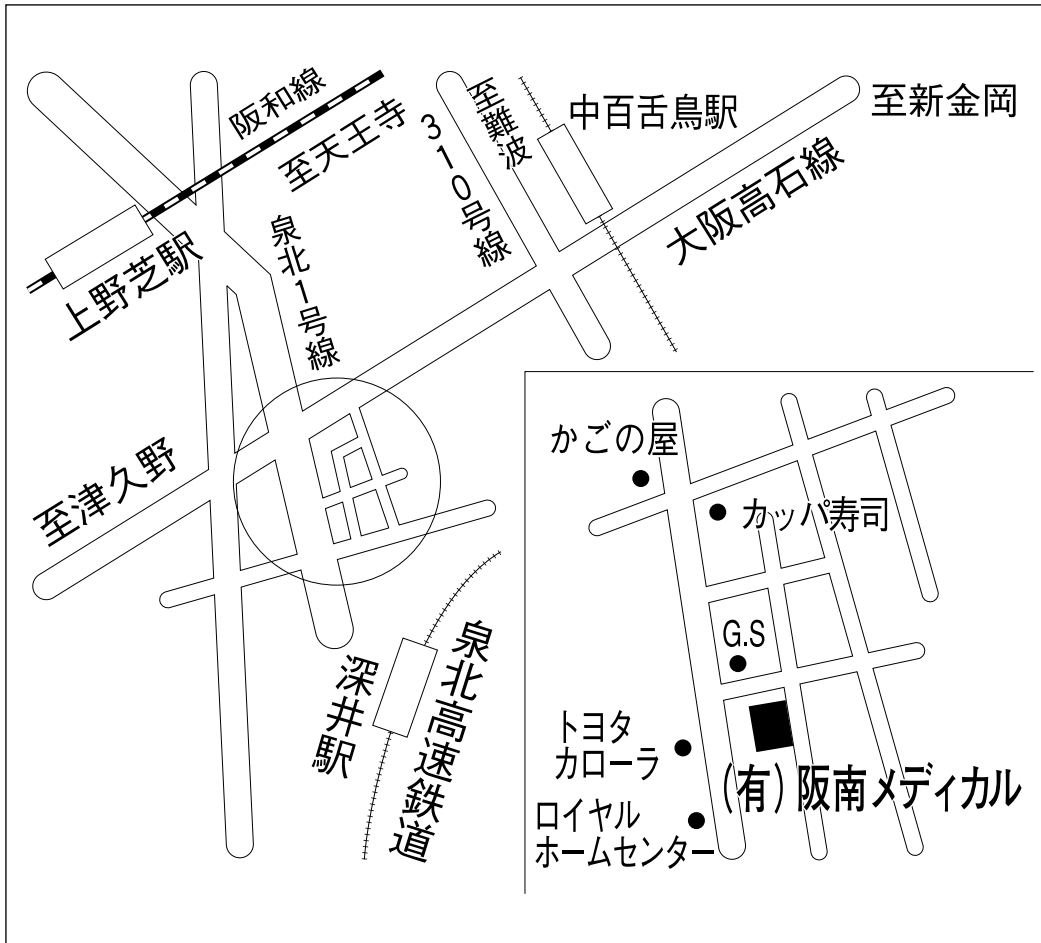 阪和線
至天王寺
上野芝駅
泉北1号線
310号線
至難波
中百舌鳥駅
至新金岡
大阪高石線
至津久野
深井駅
泉北高速鉄道
かごの屋
カッパ寿司
G.S
トヨタ
カローラ
(有)阪南メディカル
ロイヤル
ホームセンター